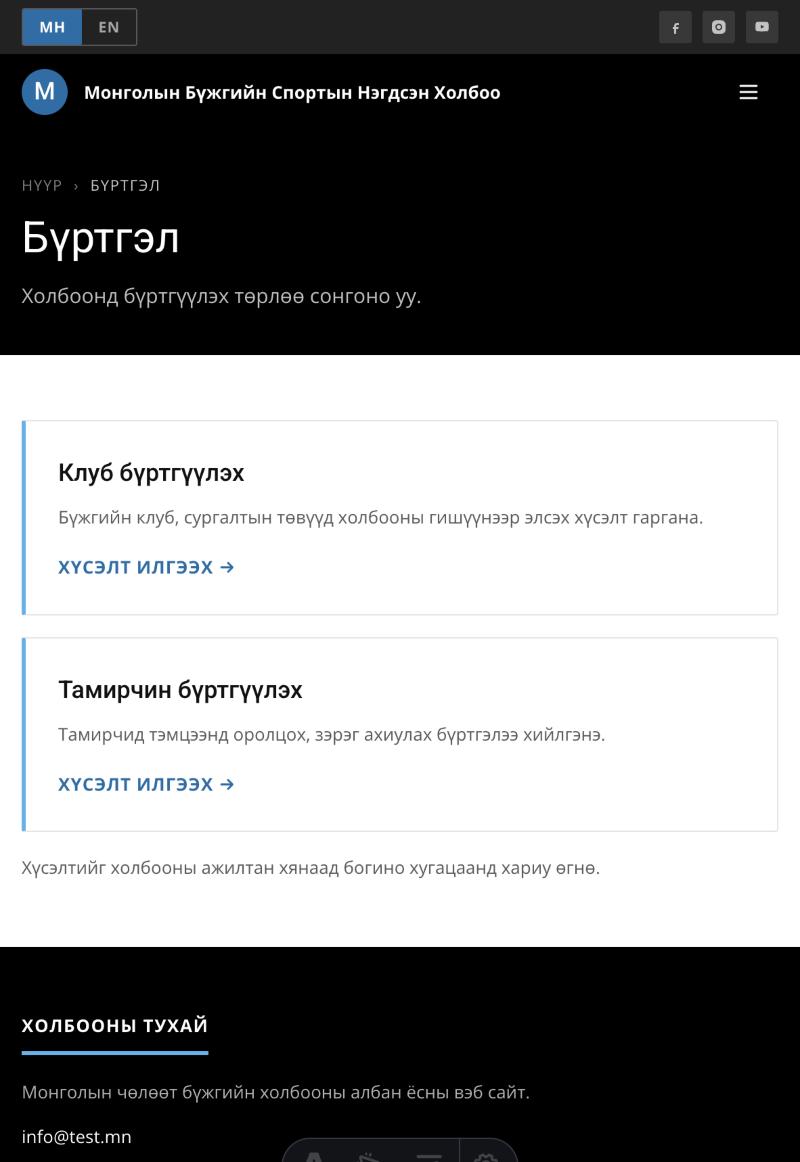 МН EN
М
Монголын Бүжгийн Спортын Нэгдсэн Холбоо
НҮҮР › БҮРТГЭЛ
Бүртгэл
Холбоонд бүртгүүлэх төрлөө сонгоно уу.
Клуб бүртгүүлэх
Бүжгийн клуб, сургалтын төвүүд холбооны гишүүнээр элсэх хүсэлт гаргана.
ХҮСЭЛТ ИЛГЭЭХ →
Тамирчин бүртгүүлэх
Тамирчид тэмцээнд оролцох, зэрэг ахиулах бүртгэлээ хийлгэнэ.
ХҮСЭЛТ ИЛГЭЭХ →
Хүсэлтийг холбооны ажилтан хянаад богино хугацаанд хариу өгнө.
ХОЛБООНЫ ТУХАЙ
Монголын чөлөөт бүжгийн холбооны албан ёсны вэб сайт.
info@test.mn